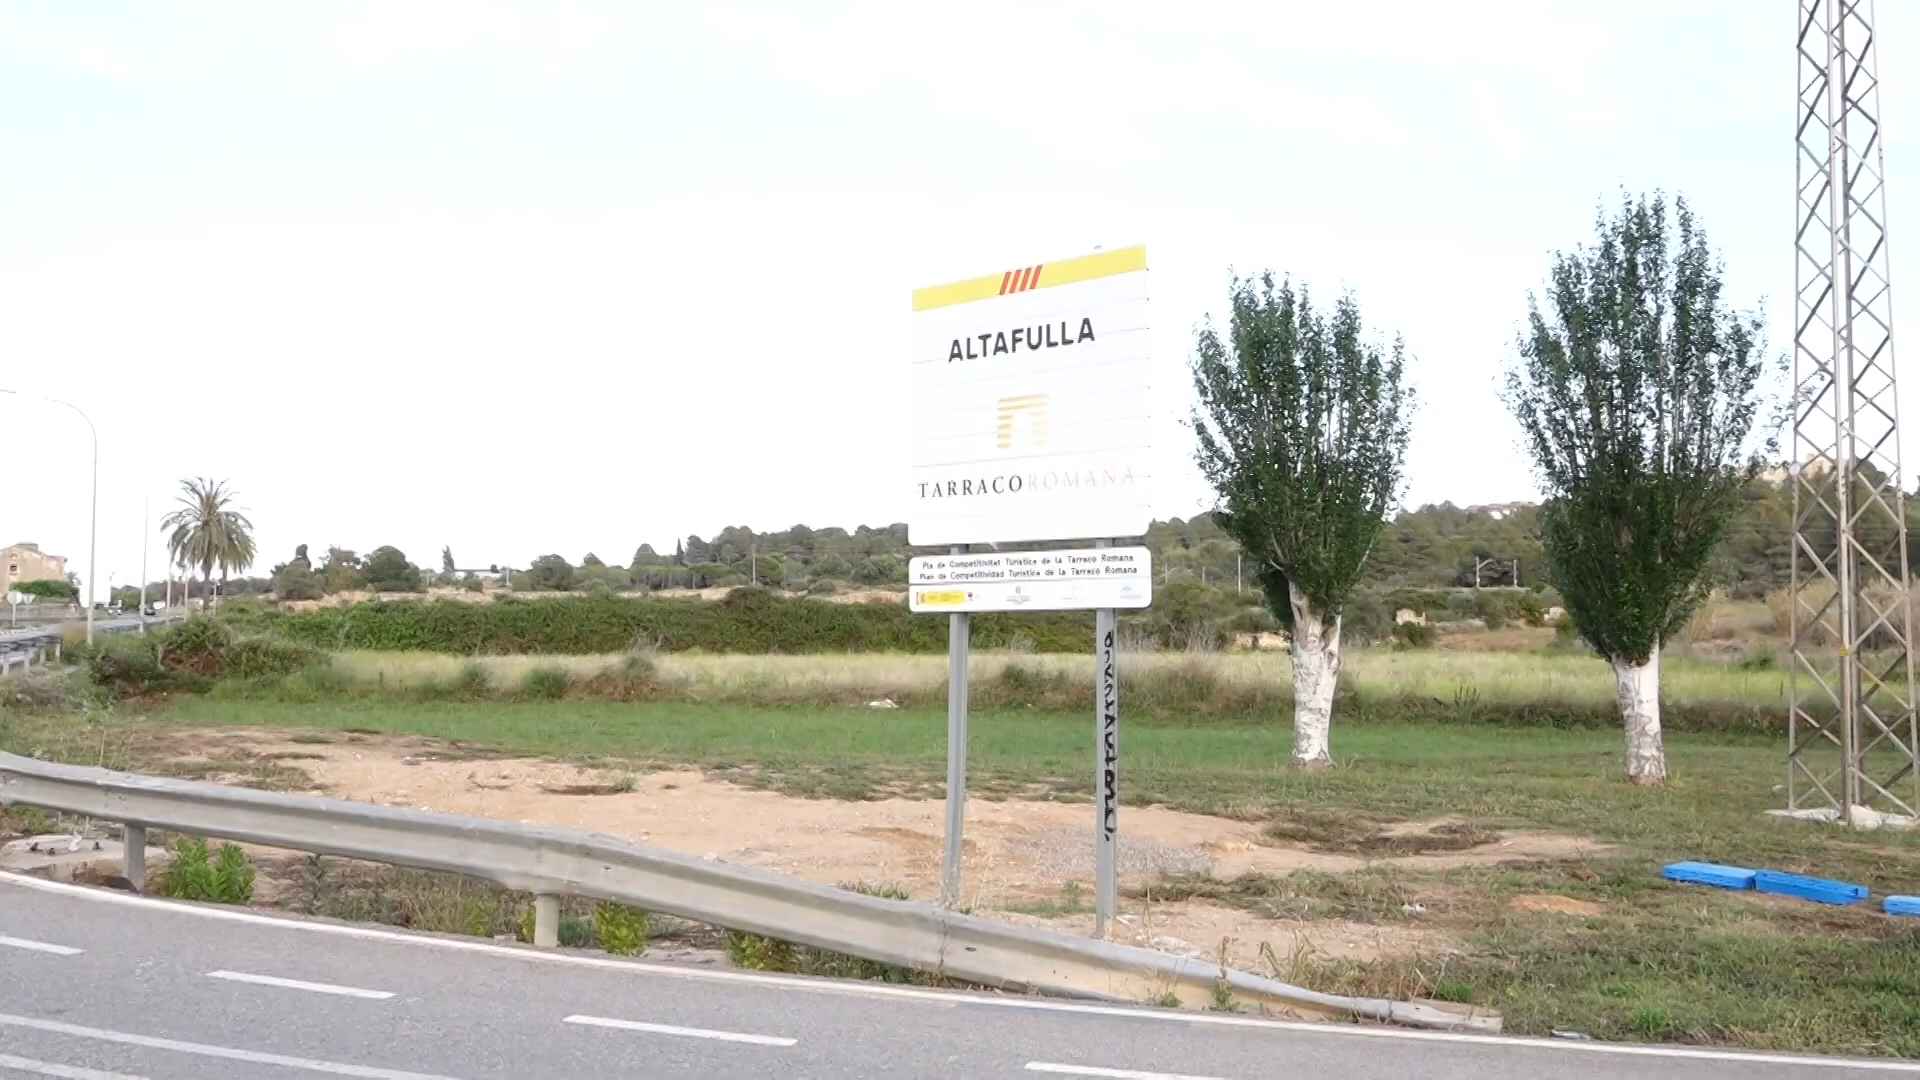 ALTAFULLA
TARRACOROMANA
Pla de Competitivitat Turística de la Tarraco Romana
Plan de Competitividad Turística de la Tarraco Romana